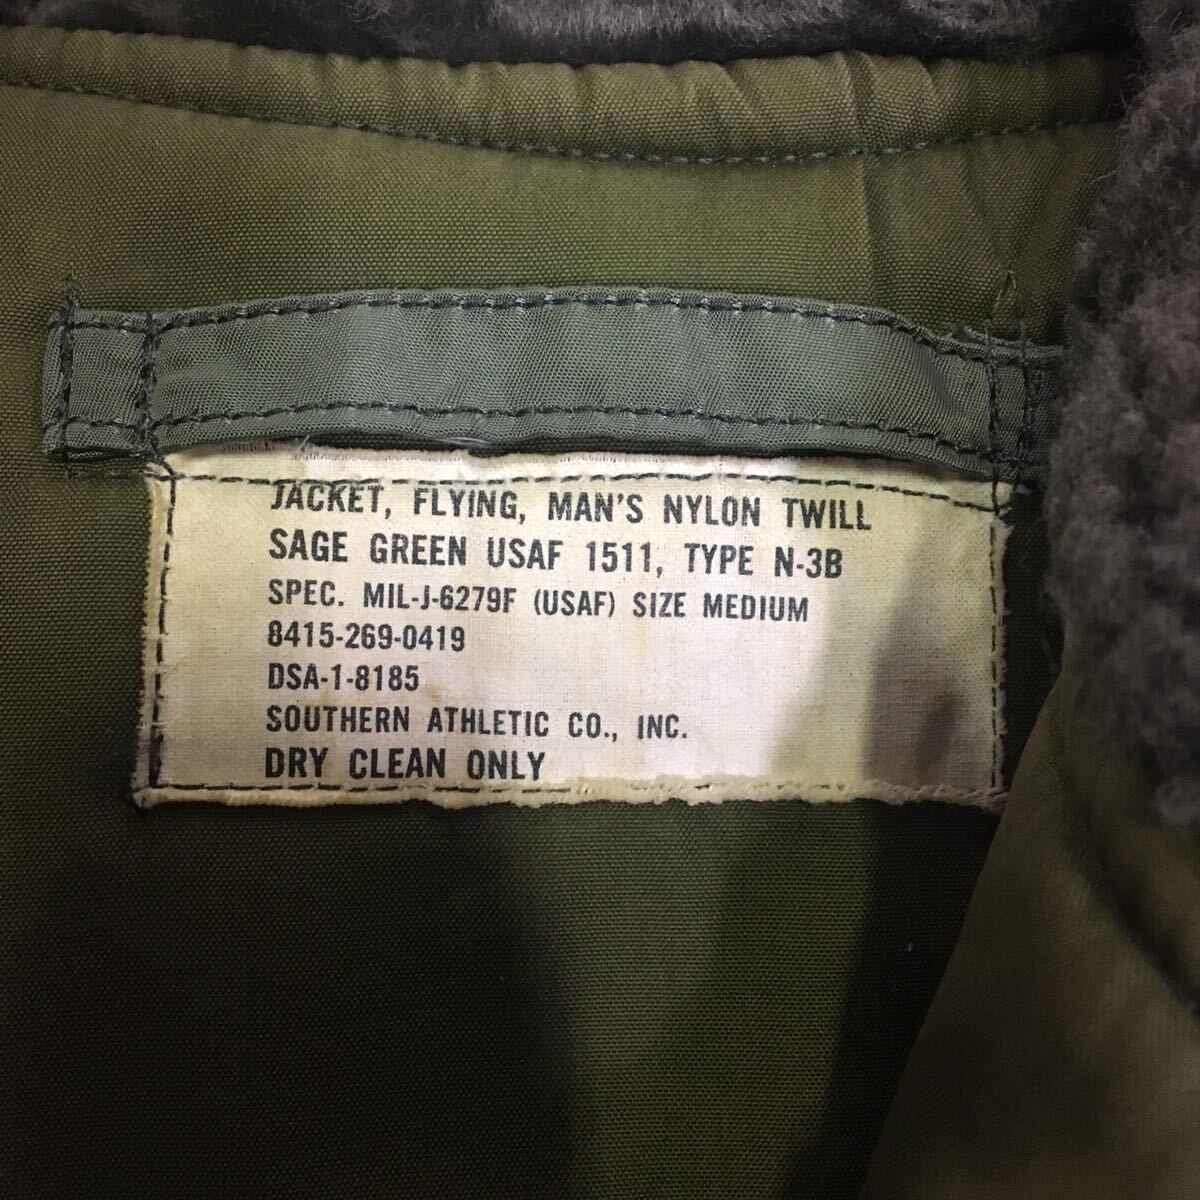 JACKET, FLYING, MAN'S NYLON TWILL
SAGE GREEN USAF 1511, TYPE N-3B
SPEC. MIL-J-6279F (USAF) SIZE MEDIUM
8415-269-0419
DSA-1-8185
SOUTHERN ATHLETIC CO., INC.
DRY CLEAN ONLY